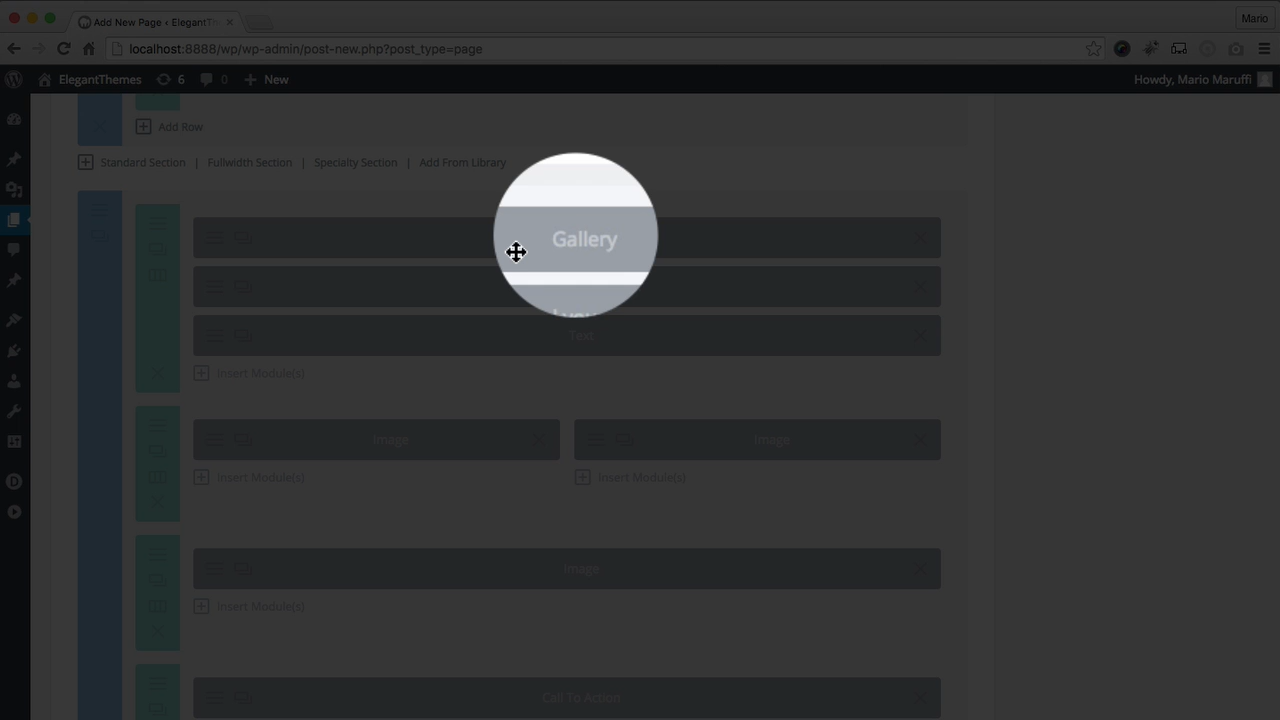 Add New Page ‹ ElegantTh
Mario
localhost:8888/wp/wp-admin/post-new.php?post_type=page
ElegantThemes 6 0 New Howdy, Mario Maruffi
Add Row
Standard Section | Fullwidth Section | Specialty Section | Add From Library
Gallery
Text
Insert Module(s)
Image Image
Insert Module(s) Insert Module(s)
Image
Insert Module(s)
Call To Action